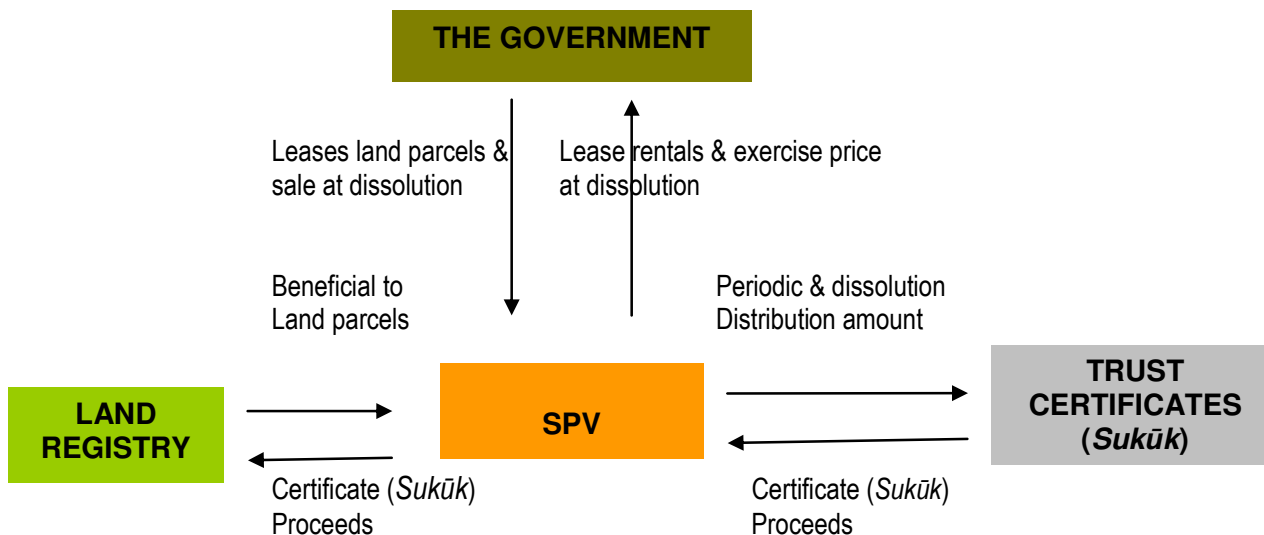 THE GOVERNMENT
Leases land parcels &
sale at dissolution
Lease rentals & exercise price
at dissolution
Beneficial to
Land parcels
Periodic & dissolution
Distribution amount
LAND
REGISTRY
SPV
TRUST
CERTIFICATES
(Sukūk)
Certificate (Sukūk)
Proceeds
Certificate (Sukūk)
Proceeds